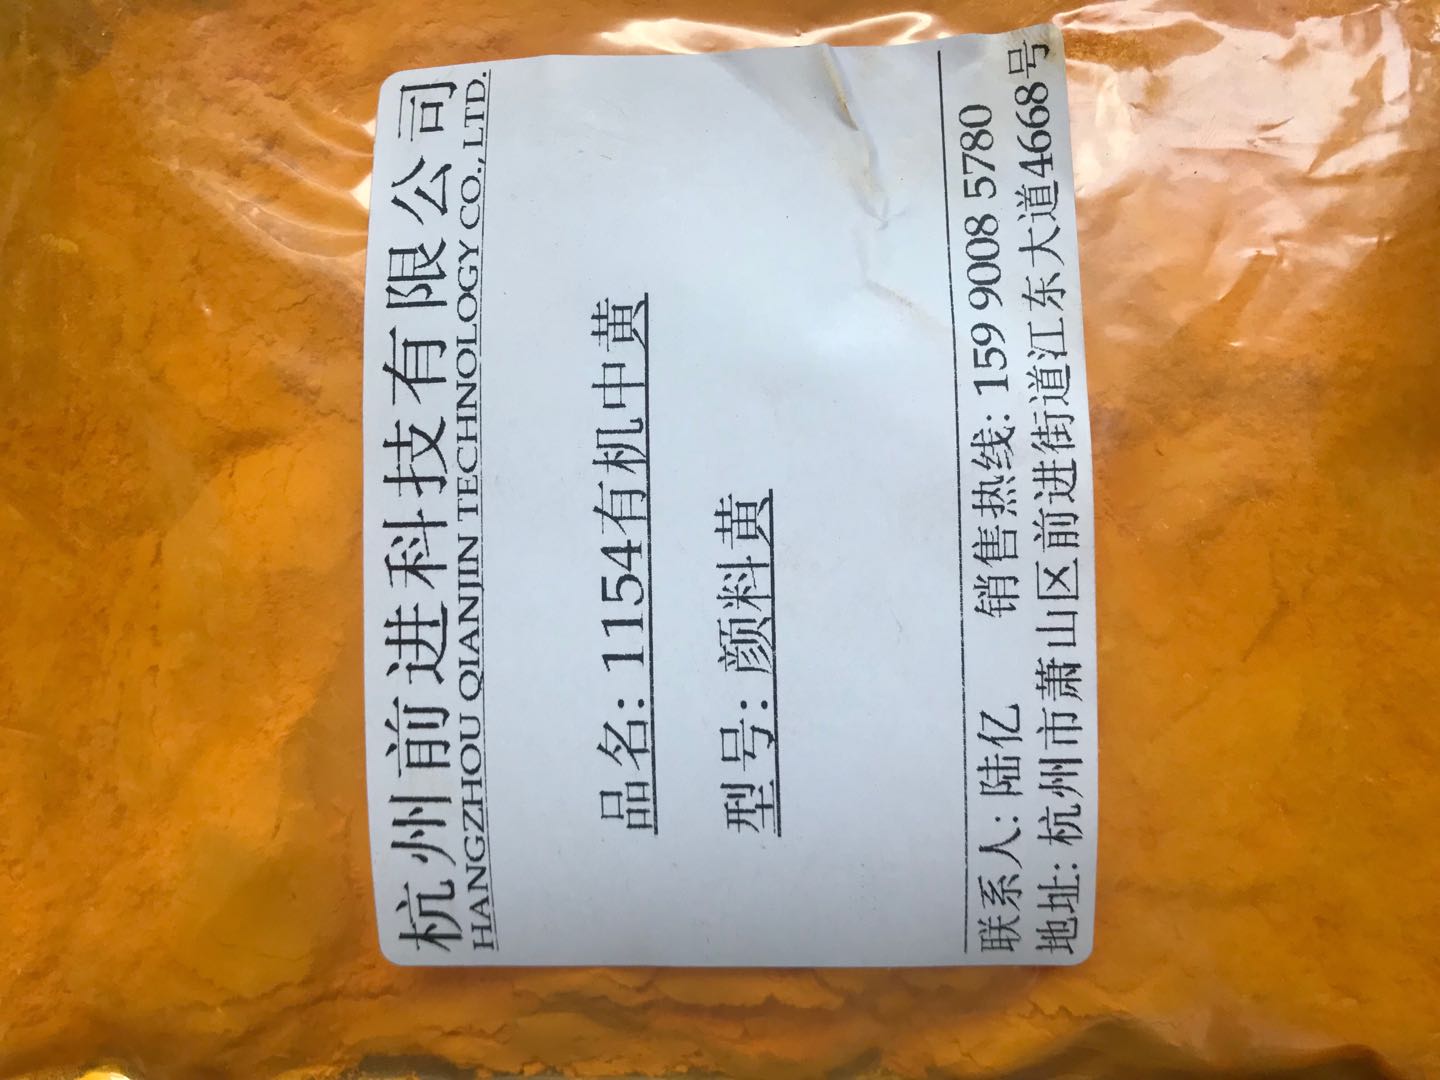 杭州前进科技有限公司
HANGZHOU QIANJIN TECHNOLOGY CO., LTD.
品名: 1154有机中黄
型号: 颜料黄
联系人: 陆亿 销售热线: 159 9008 5780
地址: 杭州市萧山区前进街道江东大道4668号